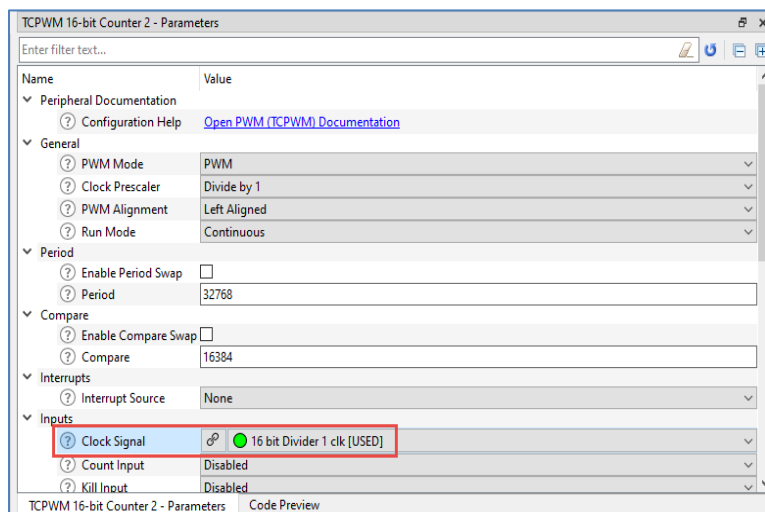 TCPWM 16-bit Counter 2 - Parameters
Enter filter text...
Name Value
Peripheral Documentation
Configuration Help Open PWM (TCPWM) Documentation
General
PWM Mode PWM
Clock Prescaler Divide by 1
PWM Alignment Left Aligned
Run Mode Continuous
Period
Enable Period Swap
Period 32768
Compare
Enable Compare Swap
Compare 16384
Interrupts
Interrupt Source None
Inputs
Clock Signal 16 bit Divider 1 clk [USED]
Count Input Disabled
Kill Input Disabled
TCPWM 16-bit Counter 2 - Parameters Code Preview